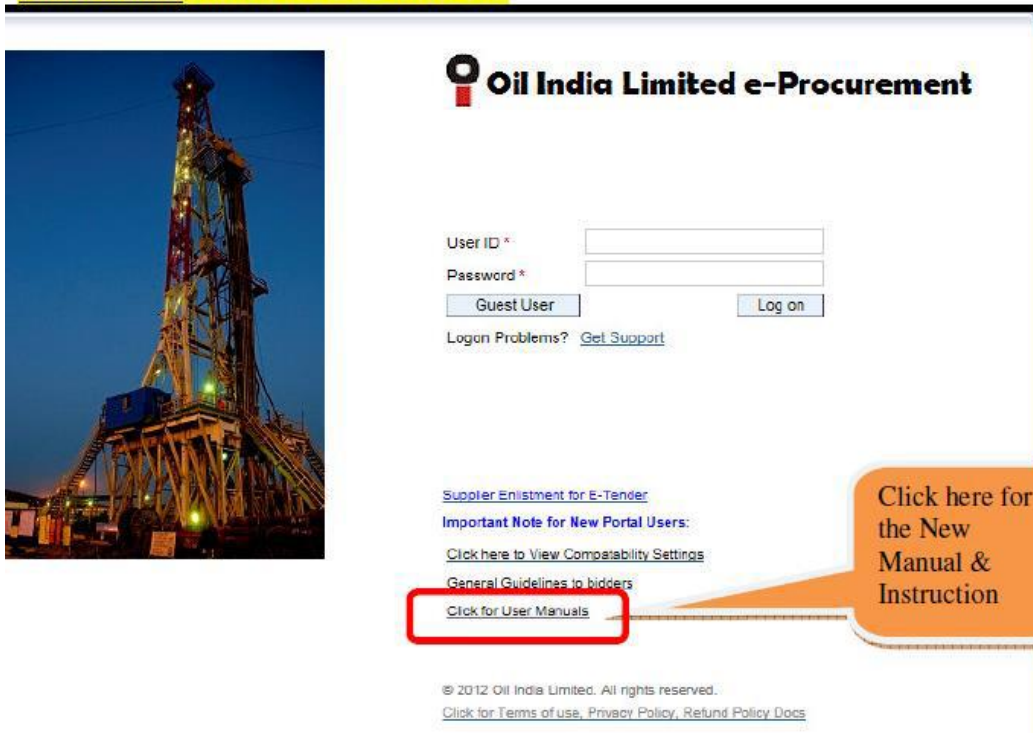 Oil India Limited e-Procurement
User ID *
Password *
Guest User
Log on
Logon Problems? Get Support
Supplier Enlistment for E-Tender
Important Note for New Portal Users:
Click here to View Compatability Settings
General Guidelines to bidders
Click for User Manuals
Click here for
the New
Manual &
Instruction
© 2012 Oil India Limited. All rights reserved.
Click for Terms of use, Privacy Policy, Refund Policy Docs